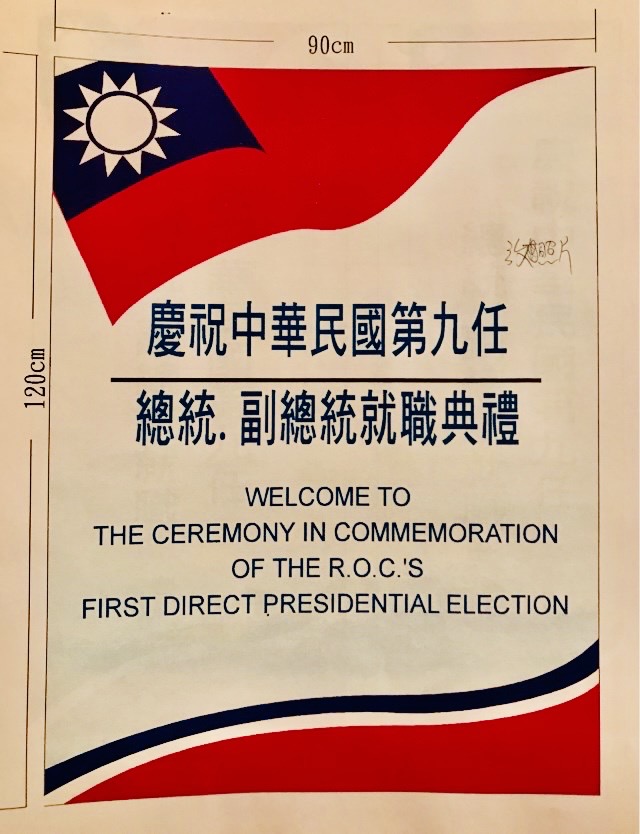 90cm
120cm
慶祝中華民國第九任
總統.副總統就職典禮
WELCOME TO
THE CEREMONY IN COMMEMORATION
OF THE R.O.C.'S
FIRST DIRECT PRESIDENTIAL ELECTION